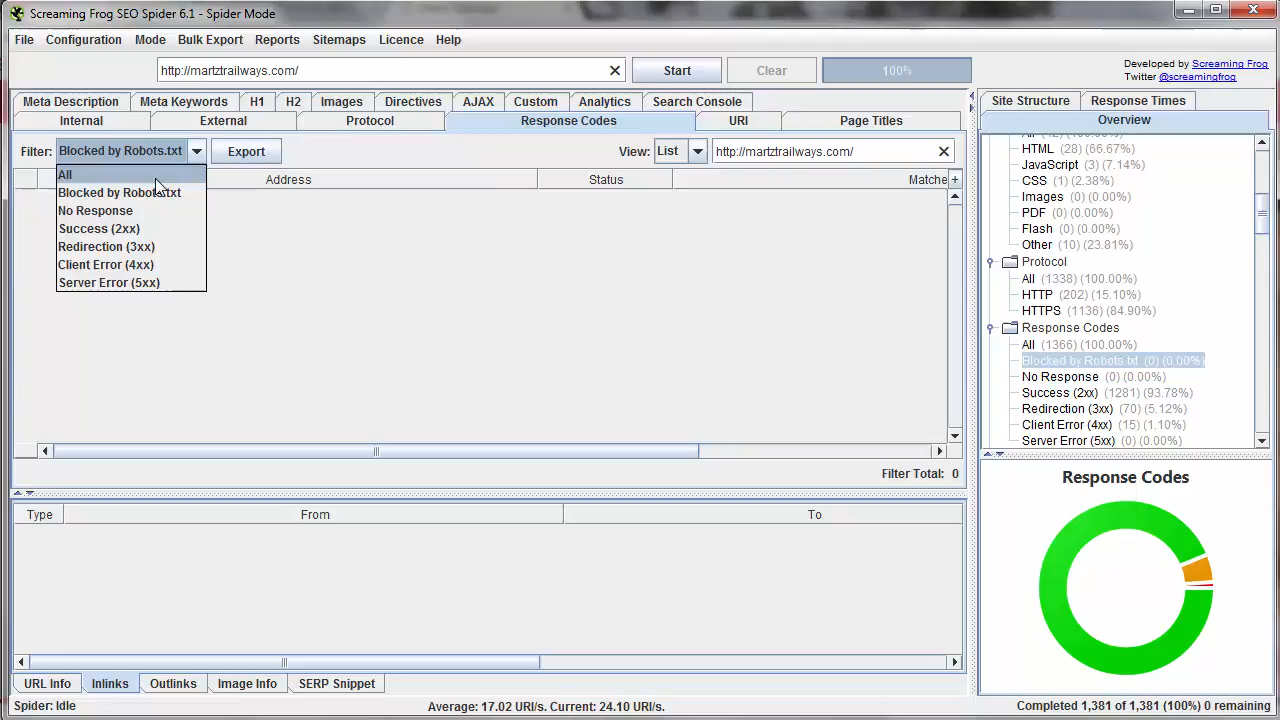 Screaming Frog SEO Spider 6.1 - Spider Mode
File Configuration Mode Bulk Export Reports Sitemaps Licence Help
http://martztrailways.com/ Start Clear 100%
Developed by Screaming Frog
Twitter @screamingfrog
Meta Description Meta Keywords H1 H2 Images Directives AJAX Custom Analytics Search Console
Internal External Protocol Response Codes URI Page Titles
Filter: Blocked by Robots.txt Export View: List http://martztrailways.com/
Address Status Matche
All
Blocked by Robots.txt
No Response
Success (2xx)
Redirection (3xx)
Client Error (4xx)
Server Error (5xx)
Filter Total: 0
Type From To
URL Info Inlinks Outlinks Image Info SERP Snippet
Site Structure Response Times
Overview
HTML (28) (66.67%)
JavaScript (3) (7.14%)
CSS (1) (2.38%)
Images (0) (0.00%)
PDF (0) (0.00%)
Flash (0) (0.00%)
Other (10) (23.81%)
Protocol
All (1338) (100.00%)
HTTP (202) (15.10%)
HTTPS (1136) (84.90%)
Response Codes
All (1366) (100.00%)
Blocked by Robots.txt (0) (0.00%)
No Response (0) (0.00%)
Success (2xx) (1281) (93.78%)
Redirection (3xx) (70) (5.12%)
Client Error (4xx) (15) (1.10%)
Server Error (5xx) (0) (0.00%)
Response Codes
Spider: Idle Average: 17.02 URI/s. Current: 24.10 URI/s. Completed 1,381 of 1,381 (100%) 0 remaining